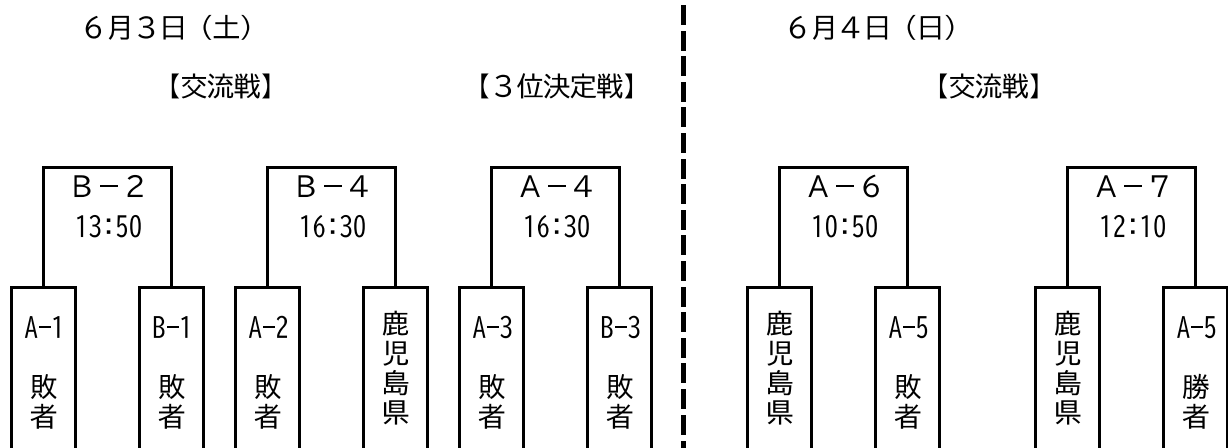 ６月３日（土）
【交流戦】
【３位決定戦】
Ｂ－２
13:50
Ｂ－４
16:30
Ａ－４
16:30
A-1
敗者
B-1
敗者
A-2
敗者
鹿児島県
A-3
敗者
B-3
敗者
６月４日（日）
【交流戦】
Ａ－６
10:50
Ａ－７
12:10
鹿児島県
A-5
敗者
鹿児島県
A-5
勝者